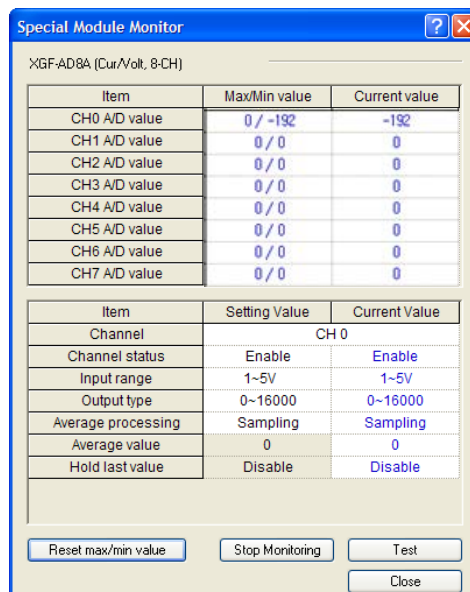 Special Module Monitor
XGF-AD8A (Cur/Volt, 8-CH)
Item Max/Min value Current value
CH0 A/D value 0 / -192 -192
CH1 A/D value 0 / 0 0
CH2 A/D value 0 / 0 0
CH3 A/D value 0 / 0 0
CH4 A/D value 0 / 0 0
CH5 A/D value 0 / 0 0
CH6 A/D value 0 / 0 0
CH7 A/D value 0 / 0 0
Item Setting Value Current Value
Channel CH 0
Channel status Enable Enable
Input range 1~5V 1~5V
Output type 0~16000 0~16000
Average processing Sampling Sampling
Average value 0 0
Hold last value Disable Disable
Reset max/min value Stop Monitoring Test
Close